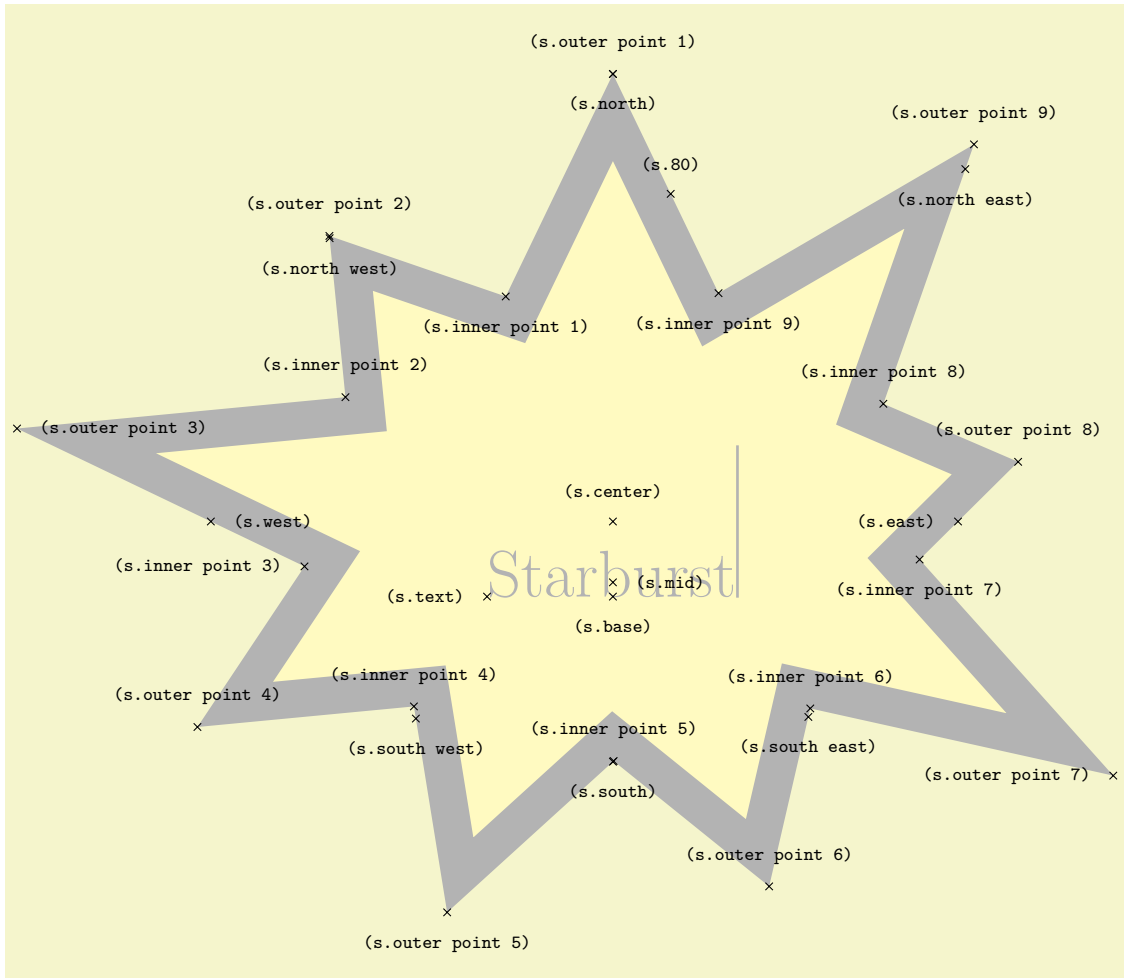 (s.outer point 1)
(s.north)
(s.outer point 9)
(s.80)
(s.north east)
(s.outer point 2)
(s.north west)
(s.inner point 1)
(s.inner point 9)
(s.inner point 2)
(s.inner point 8)
(s.outer point 3)
(s.outer point 8)
(s.center)
(s.west)
(s.east)
(s.inner point 3)
Starburst
(s.mid)
(s.inner point 7)
(s.text)
(s.base)
(s.inner point 4)
(s.inner point 6)
(s.outer point 4)
(s.inner point 5)
(s.south west)
(s.south east)
(s.outer point 7)
(s.south)
(s.outer point 6)
(s.outer point 5)